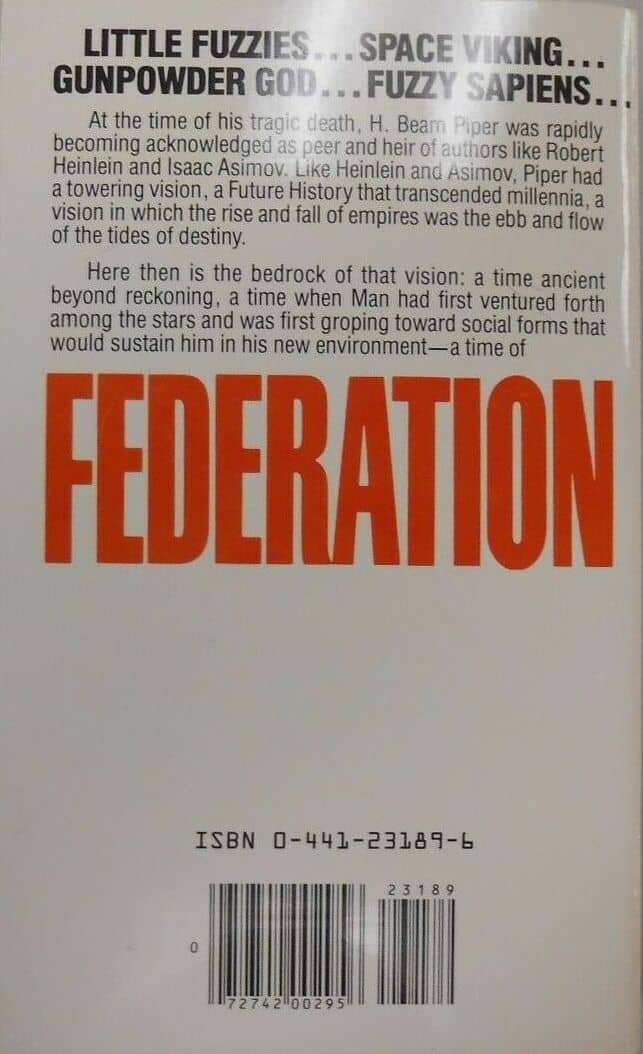 LITTLE FUZZIES...SPACE VIKING...
GUNPOWDER GOD...FUZZY SAPIENS...
At the time of his tragic death, H. Beam Piper was rapidly
becoming acknowledged as peer and heir of authors like Robert
Heinlein and Isaac Asimov. Like Heinlein and Asimov, Piper had
a towering vision, a Future History that transcended millennia, a
vision in which the rise and fall of empires was the ebb and flow
of the tides of destiny.
Here then is the bedrock of that vision: a time ancient
beyond reckoning, a time when Man had first ventured forth
among the stars and was first groping toward social forms that
would sustain him in his new environment—a time of
FEDERATION
ISBN 0-441-23189-6
23189
0
72742 00295